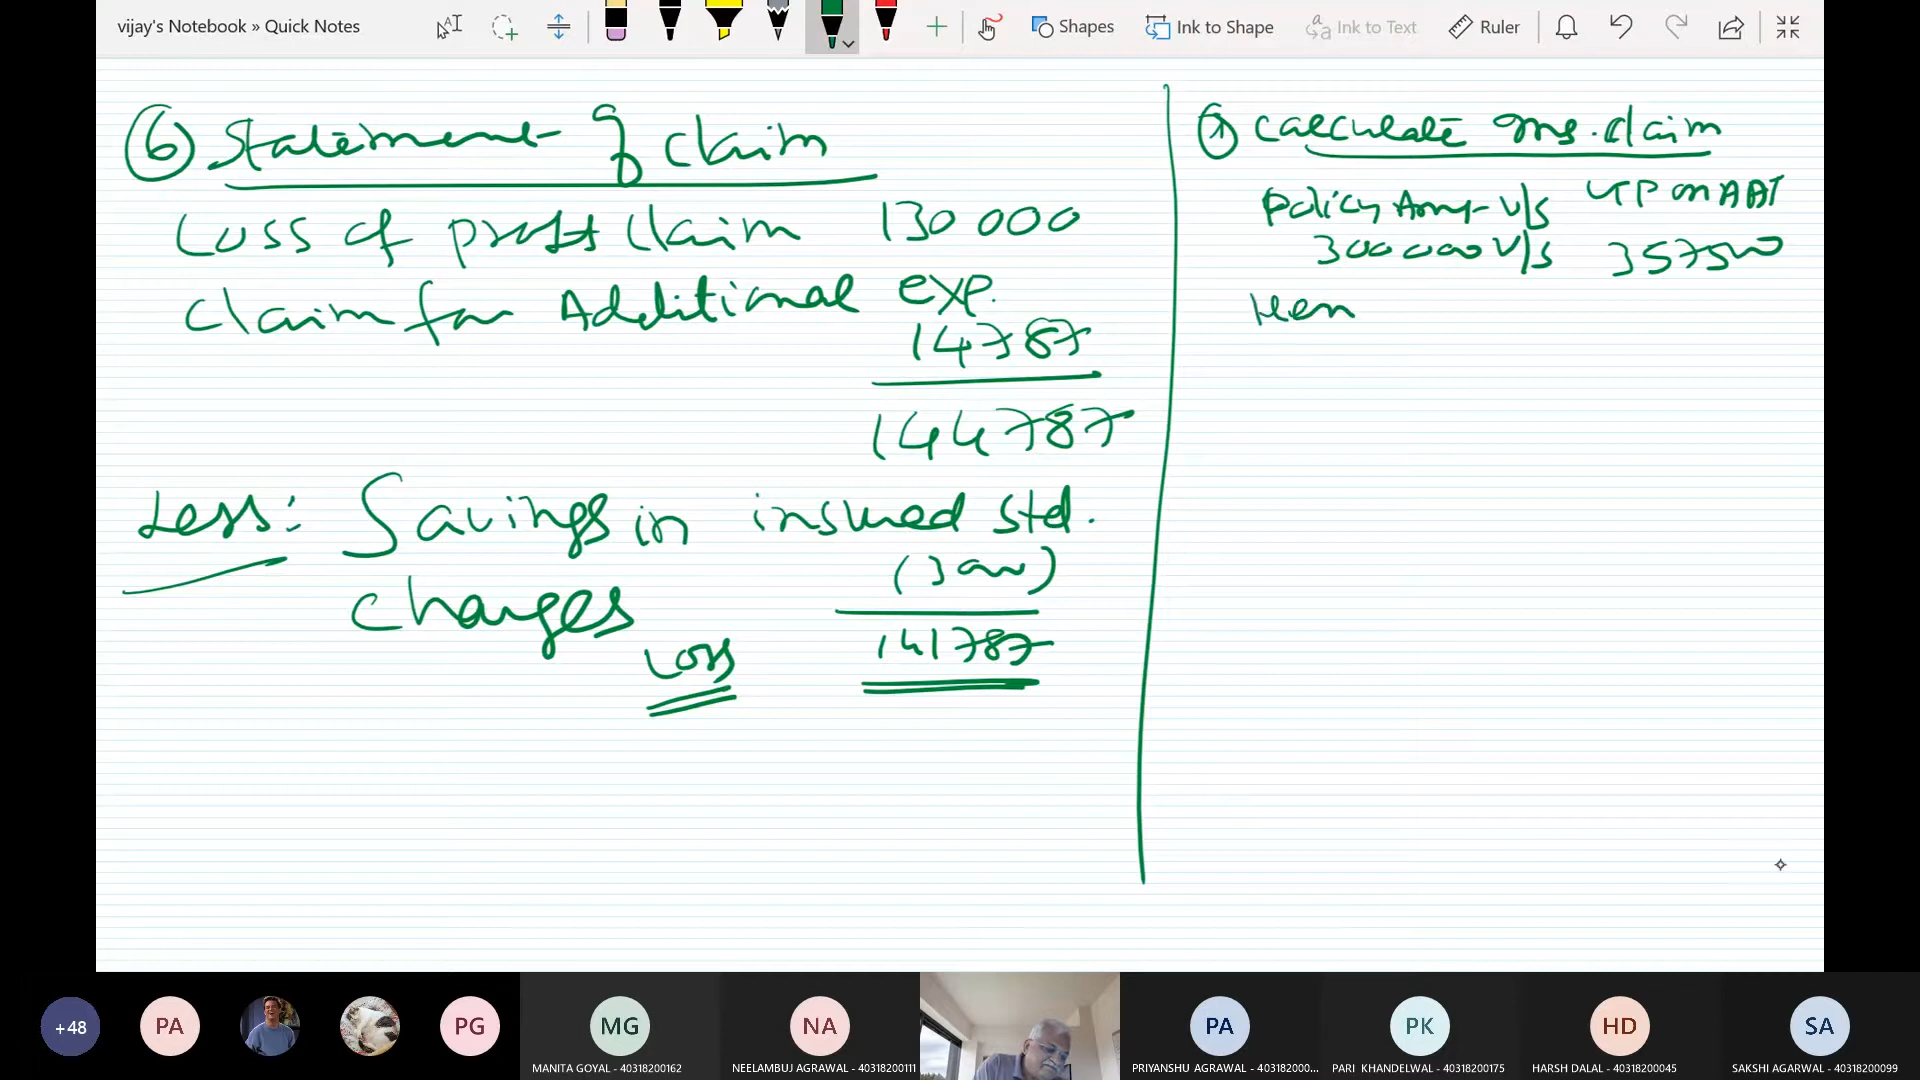 vijay's Notebook » Quick Notes
Shapes
Ink to Shape
Ink to Text
Ruler
6 Statement of claim
Loss of profit claim 130000
claim for Additional exp.
14787
144787
Less: Savings in insured std.
charges (3000)
Loss 141787
7 calculate Ins. claim
Policy Amt v/s GP on AAT
300000 v/s 357500
Hen
+48
PA
PG
MG
MANITA GOYAL - 40318200162
NA
NEELAMBUJ AGRAWAL - 40318200111
PA
PRIYANSHU AGRAWAL - 40318200...
PK
PARI KHANDELWAL - 40318200175
HD
HARSH DALAL - 40318200045
SA
SAKSHI AGARWAL - 40318200099